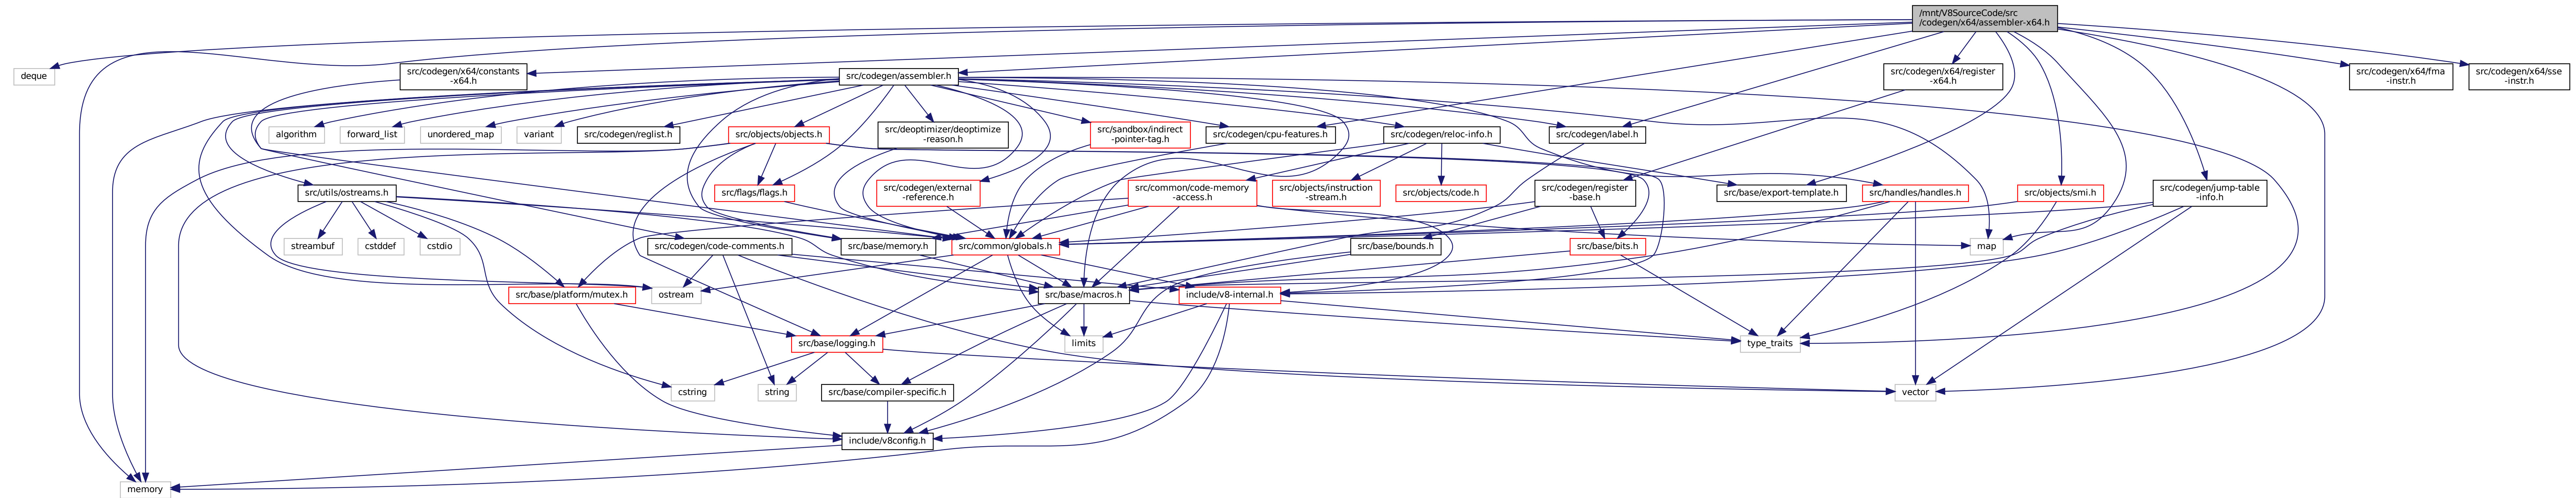 /mnt/V8SourceCode/src
/codegen/x64/assembler-x64.h
deque
src/codegen/x64/constants
-x64.h
src/codegen/assembler.h
src/codegen/x64/register
-x64.h
src/codegen/x64/fma
-instr.h
src/codegen/x64/sse
-instr.h
algorithm
forward_list
unordered_map
variant
src/codegen/reglist.h
src/objects/objects.h
src/deoptimizer/deoptimize
-reason.h
src/sandbox/indirect
-pointer-tag.h
src/codegen/cpu-features.h
src/codegen/reloc-info.h
src/codegen/label.h
src/utils/ostreams.h
src/flags/flags.h
src/codegen/external
-reference.h
src/common/code-memory
-access.h
src/objects/instruction
-stream.h
src/objects/code.h
src/codegen/register
-base.h
src/base/export-template.h
src/handles/handles.h
src/objects/smi.h
src/codegen/jump-table
-info.h
streambuf
cstddef
cstdio
src/codegen/code-comments.h
src/base/memory.h
src/common/globals.h
src/base/bounds.h
src/base/bits.h
map
src/base/platform/mutex.h
ostream
src/base/macros.h
include/v8-internal.h
src/base/logging.h
limits
type_traits
cstring
string
src/base/compiler-specific.h
vector
include/v8config.h
memory